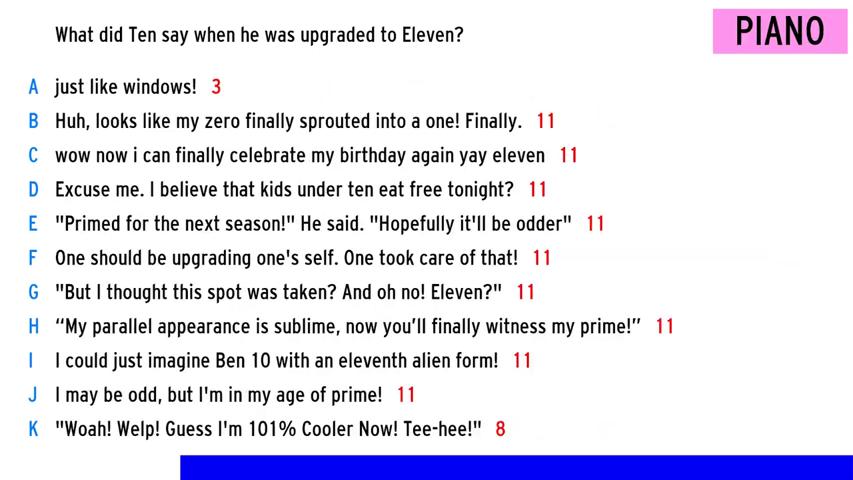 What did Ten say when he was upgraded to Eleven?
PIANO
A just like windows! 3
B Huh, looks like my zero finally sprouted into a one! Finally. 11
C wow now i can finally celebrate my birthday again yay eleven 11
D Excuse me. I believe that kids under ten eat free tonight? 11
E "Primed for the next season!" He said. "Hopefully it'll be odder" 11
F One should be upgrading one's self. One took care of that! 11
G "But I thought this spot was taken? And oh no! Eleven?" 11
H “My parallel appearance is sublime, now you’ll finally witness my prime!” 11
I I could just imagine Ben 10 with an eleventh alien form! 11
J I may be odd, but I'm in my age of prime! 11
K "Woah! Welp! Guess I'm 101% Cooler Now! Tee-hee!" 8